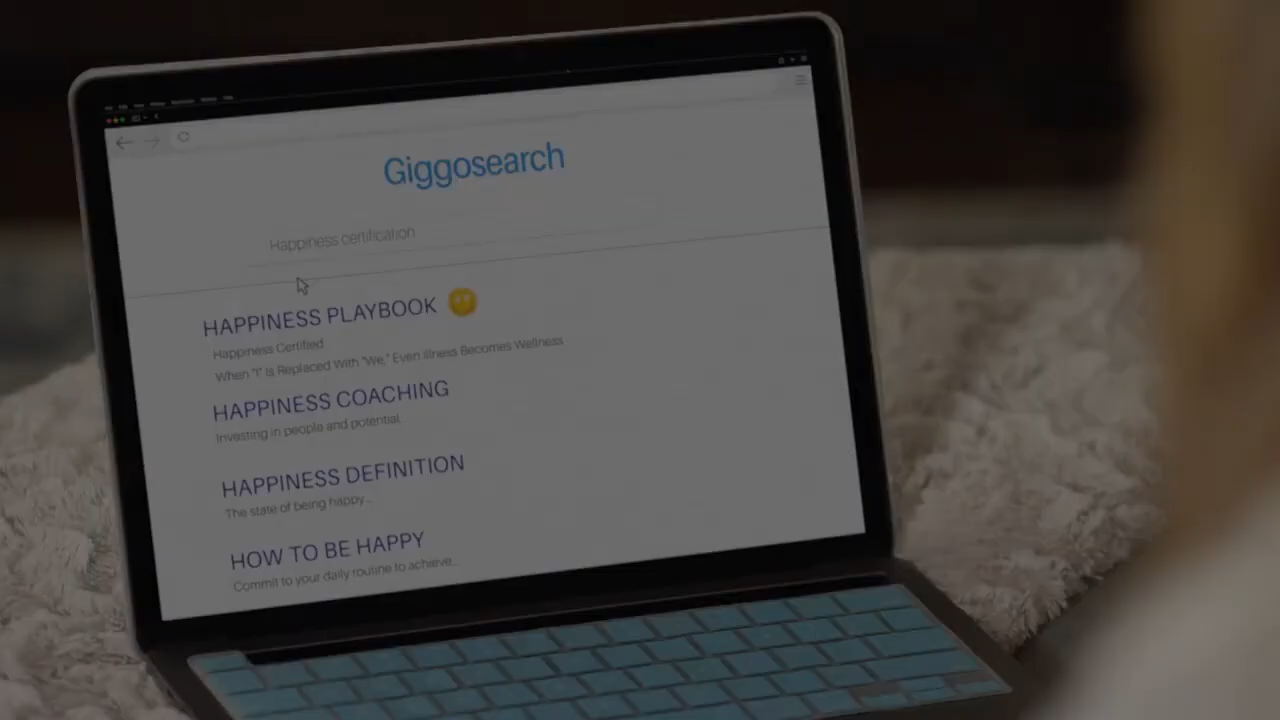 Giggosearch
Happiness certification
HAPPINESS PLAYBOOK
Happiness Certified
When "I" Is Replaced With "We," Even Illness Becomes Wellness
HAPPINESS COACHING
Investing in people and potential.
HAPPINESS DEFINITION
The state of being happy...
HOW TO BE HAPPY
Commit to your daily routine to achieve...